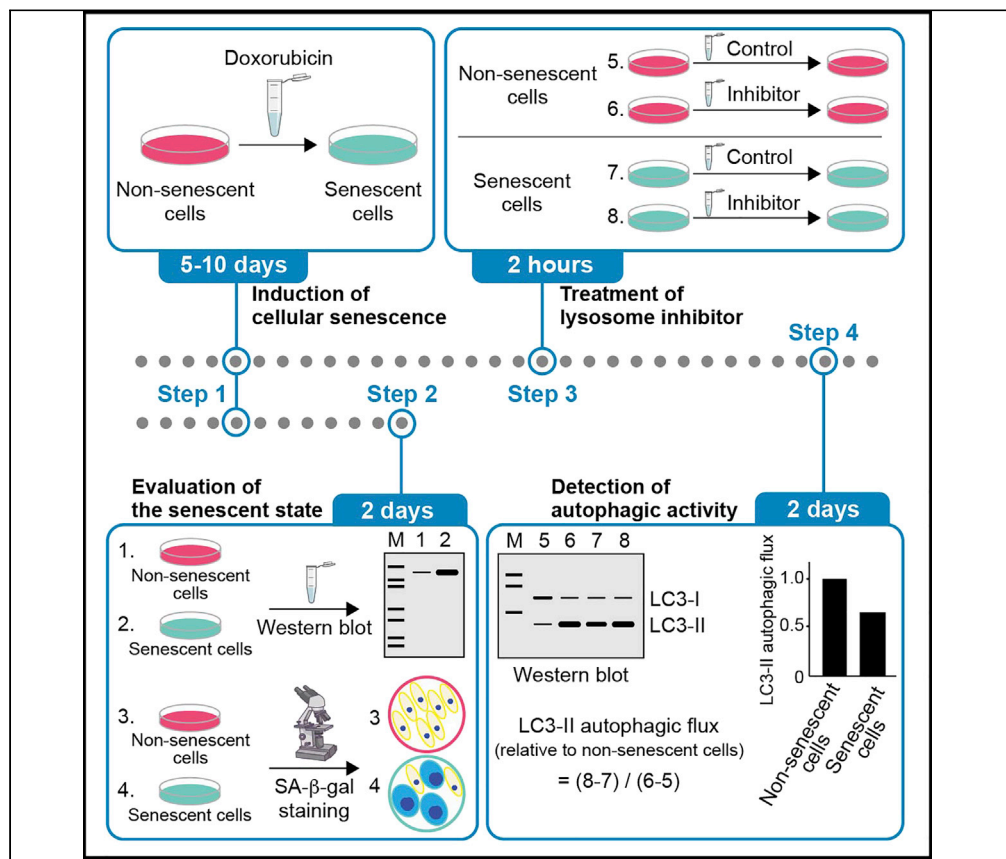 Doxorubicin
Non-senescent
cells
Senescent
cells
5-10 days
Induction of
cellular senescence
Non-senescent
cells
5.
Control
6.
Inhibitor
Senescent
cells
7.
Control
8.
Inhibitor
2 hours
Treatment of
lysosome inhibitor
Step 4
Step 1
Step 2
Step 3
Evaluation of
the senescent state
2 days
1.
Non-senescent
cells
2.
Senescent cells
Western blot
M 1 2
3.
Non-senescent
cells
4.
Senescent cells
SA-β-gal
staining
3
4
Detection of
autophagic activity
2 days
M 5 6 7 8
LC3-I
LC3-II
Western blot
LC3-II autophagic flux
(relative to non-senescent cells)
= (8-7) / (6-5)
LC3-II autophagic flux
1.0
0.5
0
Non-senescent
cells
Senescent
cells